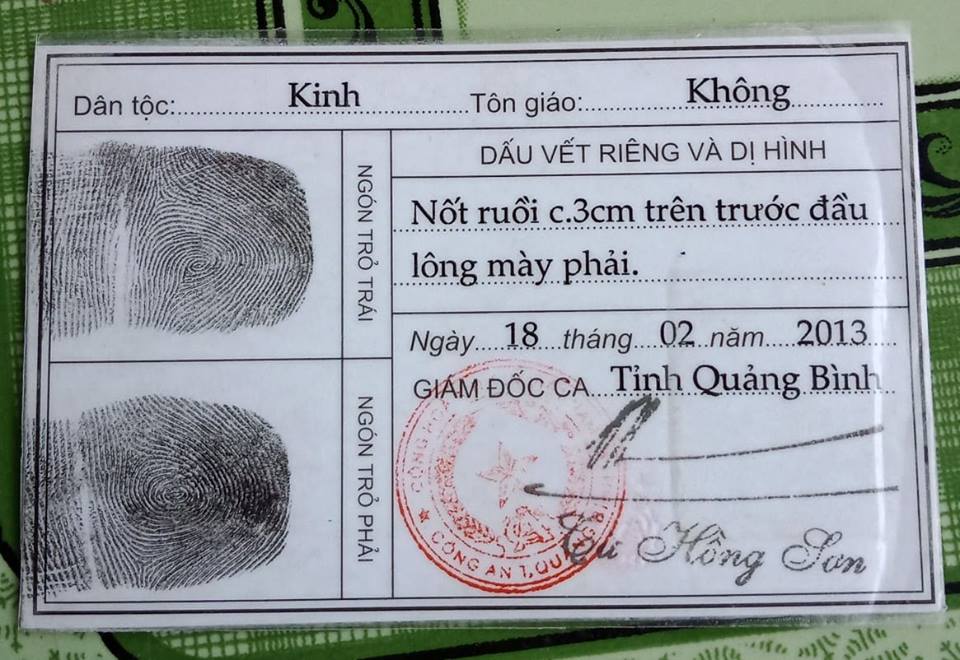 Dân tộc: Kinh Tôn giáo: Không
NGÓN TRỎ TRÁI
DẤU VẾT RIÊNG VÀ DỊ HÌNH
Nốt ruồi c.3cm trên trước đầu
lông mày phải.
Ngày 18 tháng 02 năm 2013
GIÁM ĐỐC CA Tỉnh Quảng Bình
NGÓN TRỎ PHẢI
CÔNG AN T. QU
Từ Hồng Sơn